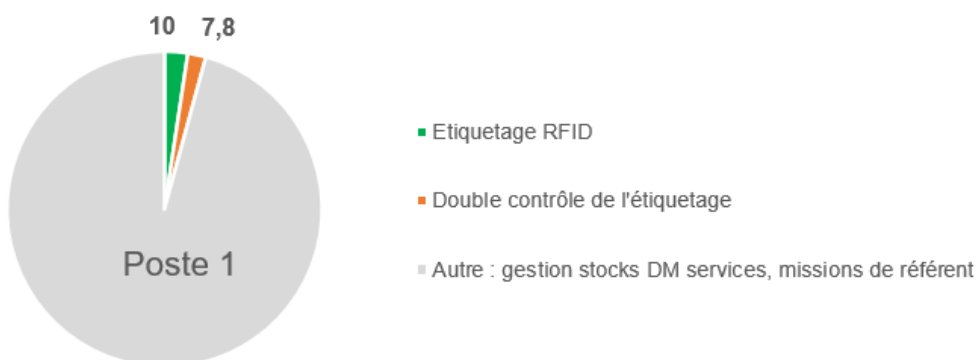 10 7,8
Etiquetage RFID
Double contrôle de l'étiquetage
Poste 1
Autre : gestion stocks DM services, missions de référent